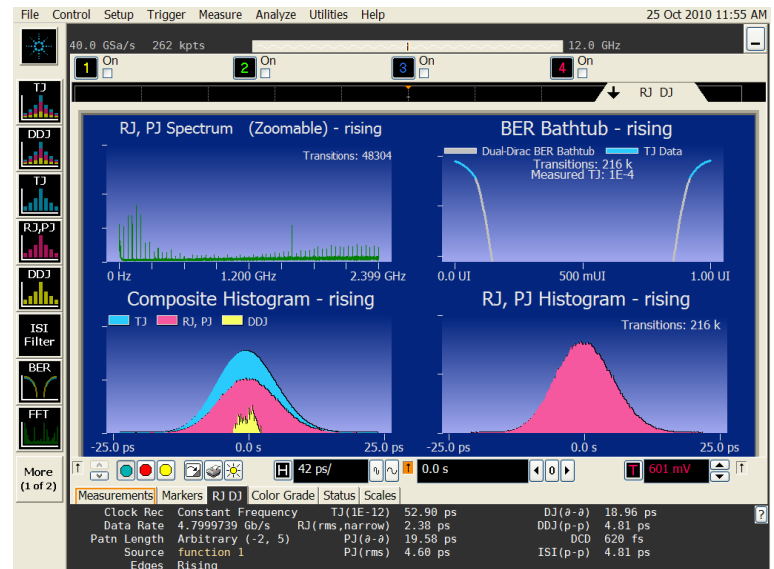 File Control Setup Trigger Measure Analyze Utilities Help 25 Oct 2010 11:55 AM
40.0 GSa/s 262 kpts 12.0 GHz
1 On 2 On 3 On 4 On
RJ DJ
TJ
DDJ
TJ
RJ,PJ
DDJ
ISI
Filter
BER
FFT
More
(1 of 2)
RJ, PJ Spectrum (Zoomable) - rising
Transitions: 48304
0 Hz 1.200 GHz 2.399 GHz
BER Bathtub - rising
Dual-Dirac BER Bathtub TJ Data
Transitions: 216 k
Measured TJ: 1E-4
0.0 UI 500 mUI 1.00 UI
Composite Histogram - rising
TJ RJ, PJ DDJ
-25.0 ps 0.0 s 25.0 ps
RJ, PJ Histogram - rising
Transitions: 216 k
-25.0 ps 0.0 s 25.0 ps
H 42 ps/ 0.0 s 0 T 601 mV
Measurements Markers RJ DJ Color Grade Status Scales
Clock Rec Constant Frequency TJ(1E-12) 52.90 ps DJ(∂-∂) 18.96 ps ?
Data Rate 4.7999739 Gb/s RJ(rms,narrow) 2.38 ps DDJ(p-p) 4.81 ps
Patn Length Arbitrary (-2, 5) PJ(∂-∂) 19.58 ps DCD 620 fs
Source function 1 PJ(rms) 4.60 ps ISI(p-p) 4.81 ps
Edges Rising